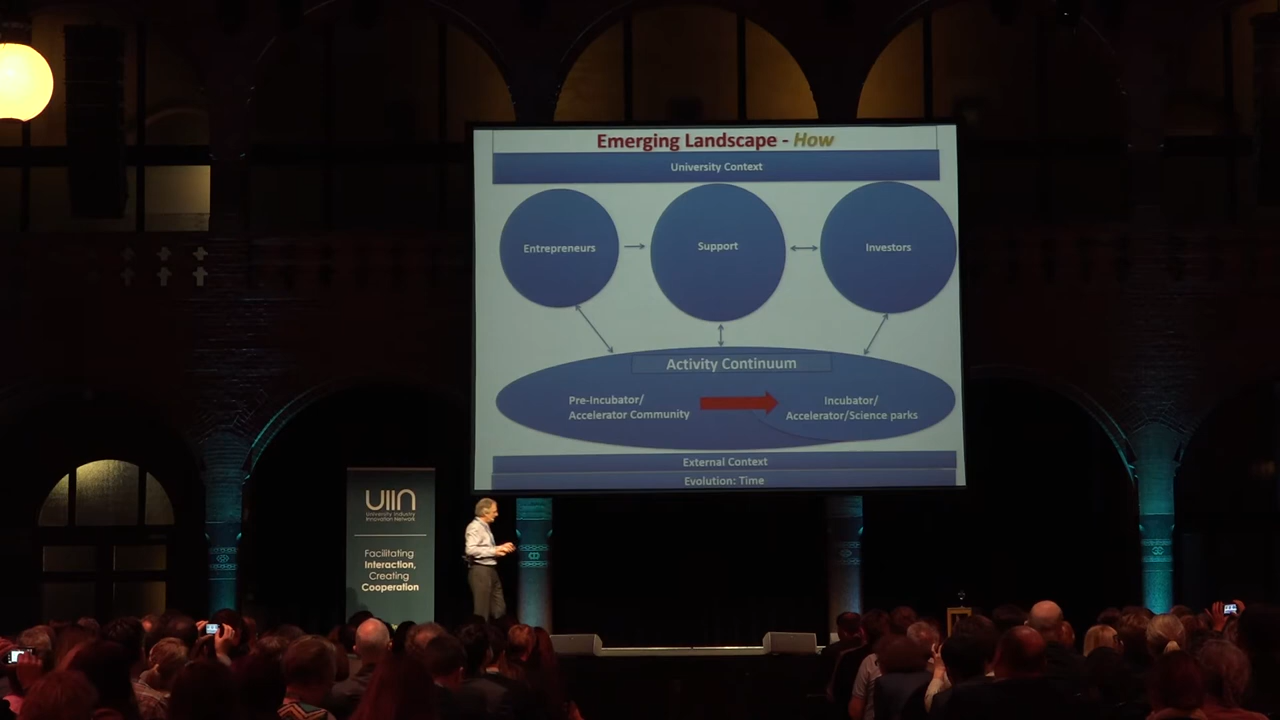 Emerging Landscape - How
University Context
Entrepreneurs
Support
Investors
Activity Continuum
Pre-Incubator/
Accelerator Community
Incubator/
Accelerator/Science parks
External Context
Evolution: Time
UIIN
University Industry
Innovation Network
Facilitating
Interaction,
Creating
Cooperation